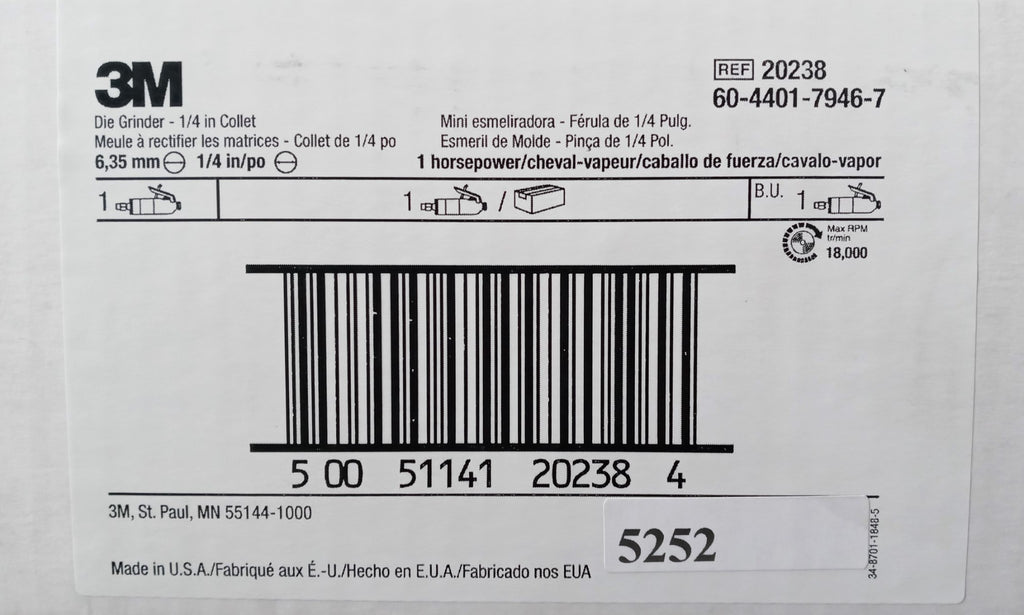 3M
REF 20238
60-4401-7946-7
Die Grinder - 1/4 in Collet
Meule à rectifier les matrices - Collet de 1/4 po
Mini esmeliradora - Férula de 1/4 Pulg.
Esmeril de Molde - Pinça de 1/4 Pol.
6,35 mm 1/4 in/po
1 horsepower/cheval-vapeur/caballo de fuerza/cavalo-vapor
1 1 / B.U. 1
Max RPM
tr/min
18,000
5 00 51141 20238 4
3M, St. Paul, MN 55144-1000
5252
34-8701-1848-5
Made in U.S.A./Fabriqué aux É.-U./Hecho en E.U.A./Fabricado nos EUA